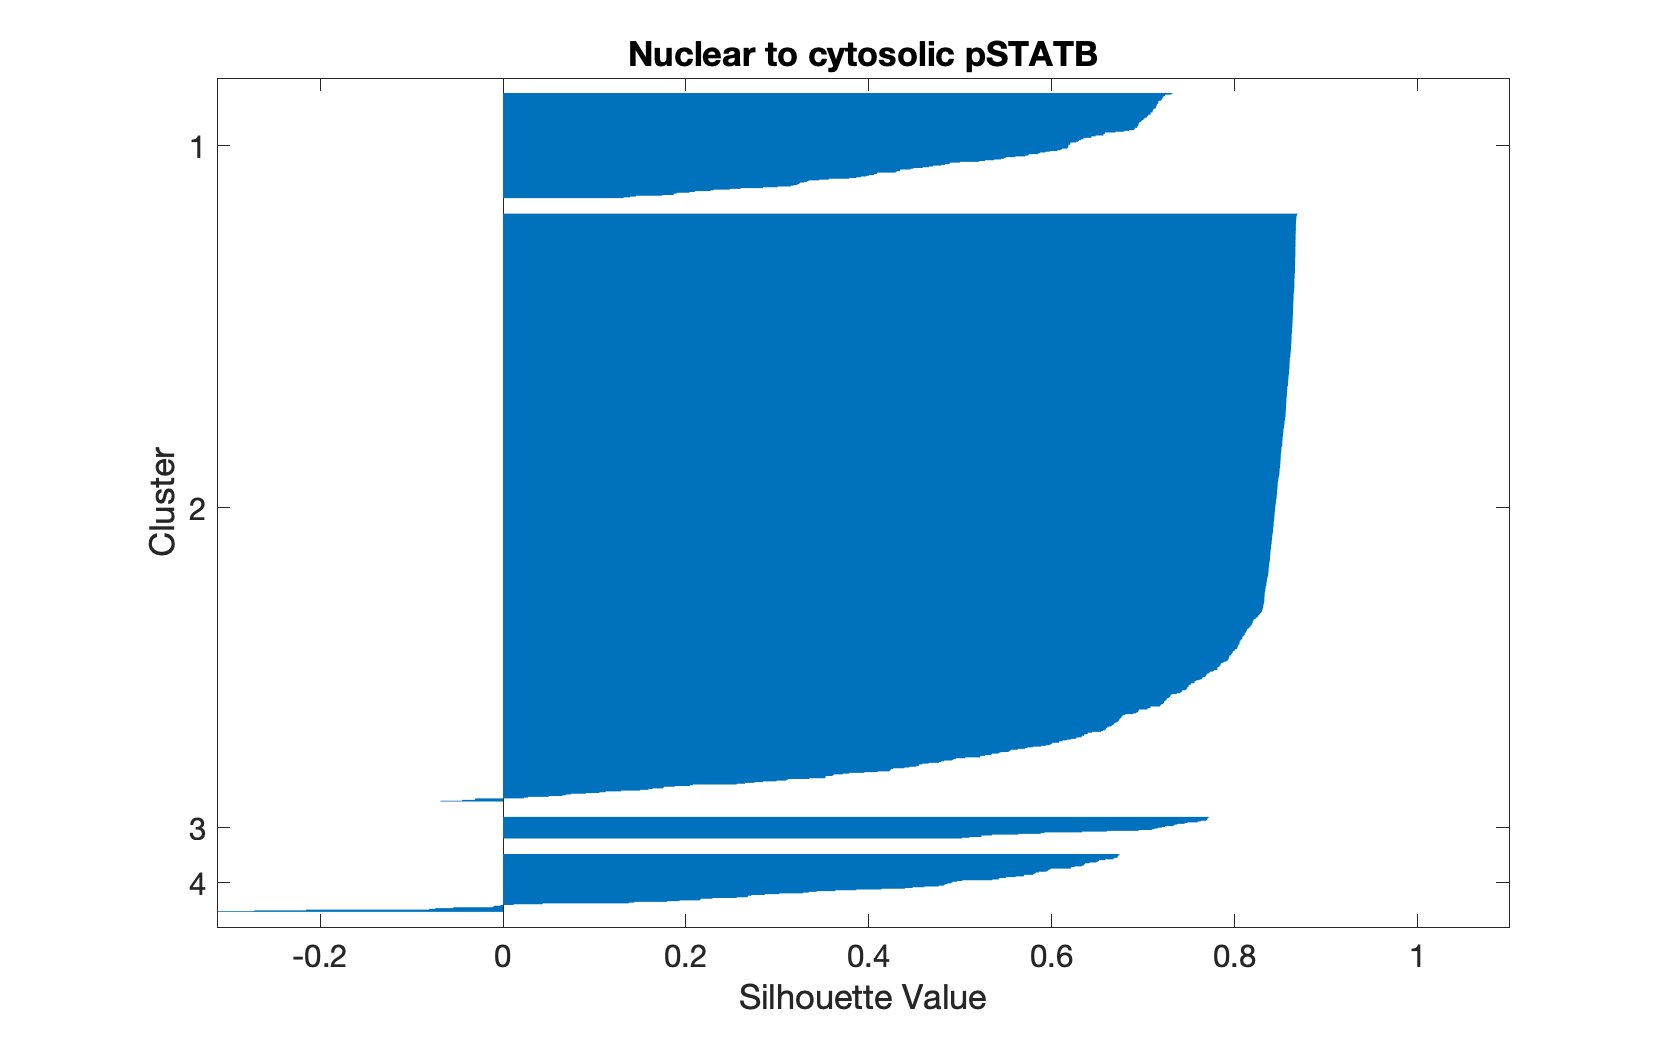 Nuclear to cytosolic pSTATB
1
2
3
4
Cluster
-0.2 0 0.2 0.4 0.6 0.8 1
Silhouette Value